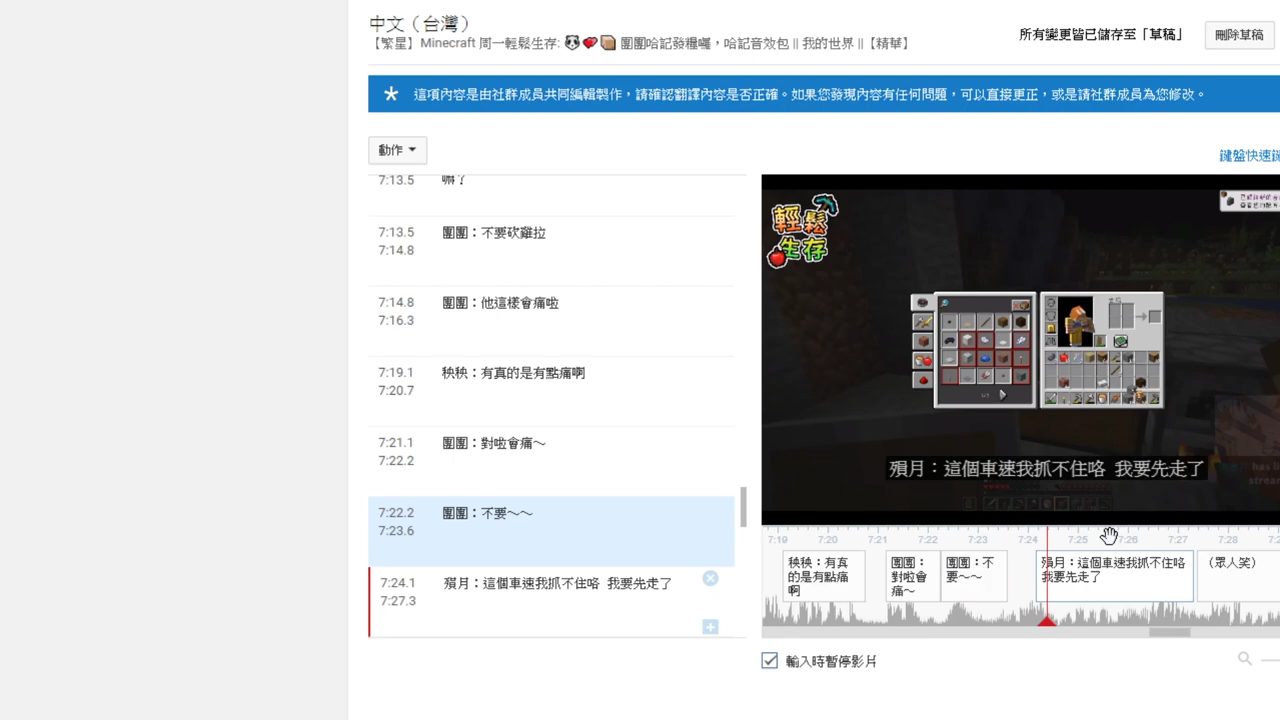 中文（台灣）
【繁星】Minecraft 周一輕鬆生存: 🐼❤️📦 團團哈記發糧囉，哈記音效包 || 我的世界 ||【精華】
所有變更皆已儲存至「草稿」
刪除草稿
這項內容是由社群成員共同編輯製作，請確認翻譯內容是否正確。如果您發現內容有任何問題，可以直接更正，或是請社群成員為您修改。
動作
鍵盤快速鍵
7:13.5 嘛？
7:13.5 團團：不要砍雞拉
7:14.8
7:14.8 團團：他這樣會痛啦
7:16.3
7:19.1 秧秧：有真的是有點痛啊
7:20.7
7:21.1 團團：對啦會痛～
7:22.2
7:22.2 團團：不要～～
7:23.6
7:24.1 殞月：這個車速我抓不住咯 我要先走了
7:27.3
輕鬆
生存
殞月：這個車速我抓不住咯 我要先走了
7:19 7:20 7:21 7:22 7:23 7:24 7:25 7:26 7:27 7:28
秧秧：有真
的是有點痛
啊
團團：
對啦會
痛～
團團：不
要～～
殞月：這個車速我抓不住咯
我要先走了
（眾人笑）
輸入時暫停影片